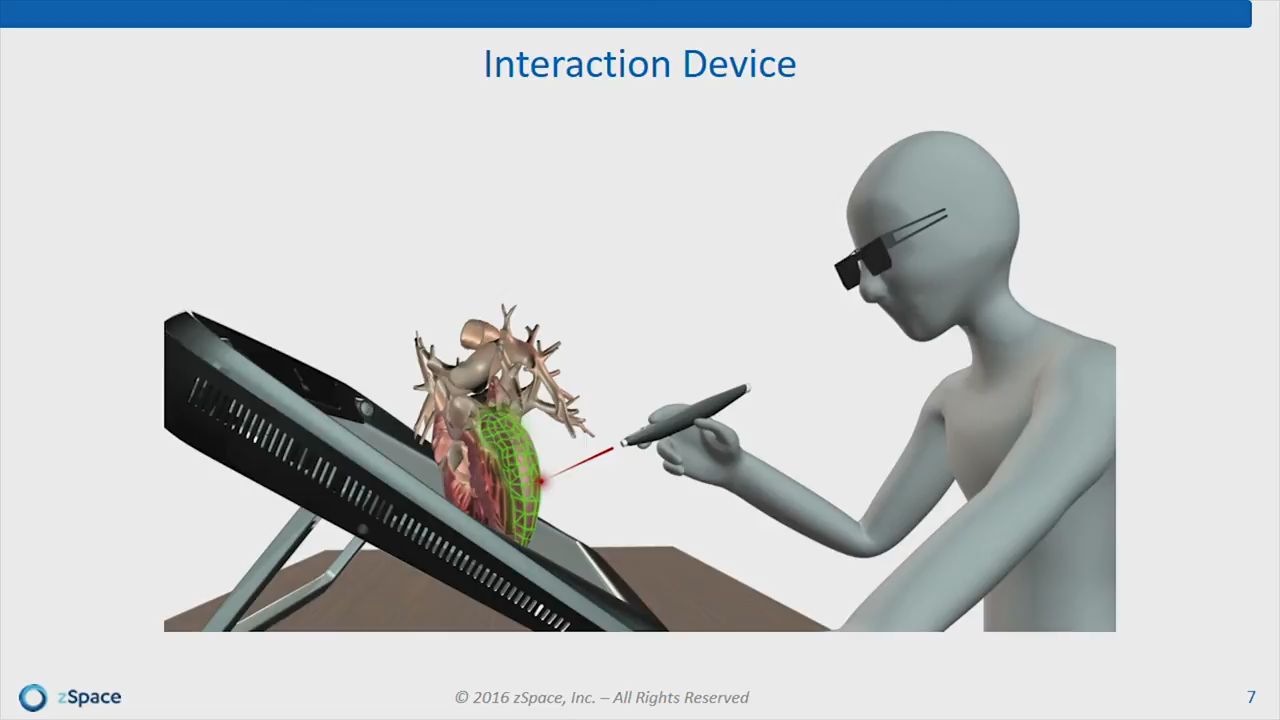 Interaction Device
zSpace
© 2016 zSpace, Inc. – All Rights Reserved
7